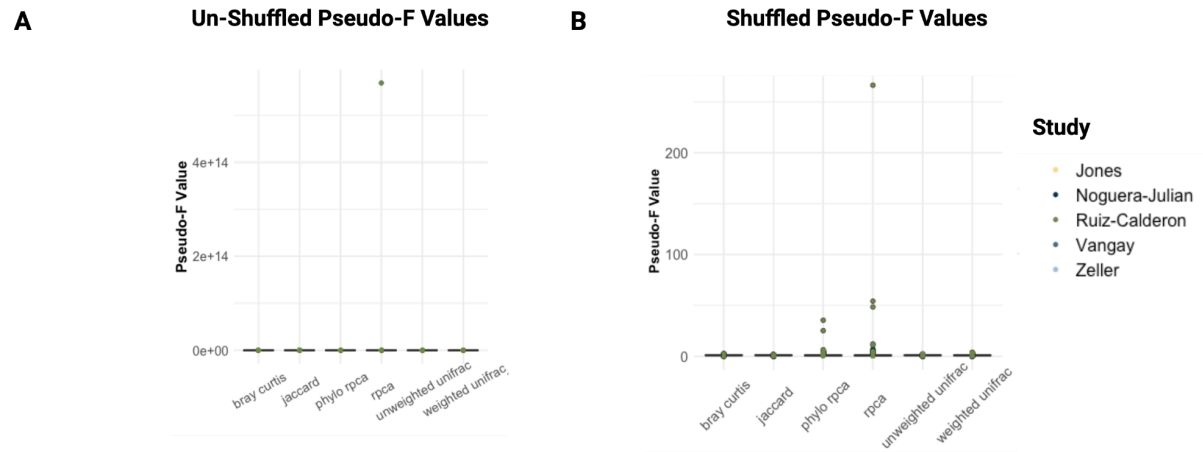 A
Un-Shuffled Pseudo-F Values
Pseudo-F Value
4e+14
2e+14
0e+00
bray curtis
jaccard
phylo rpca
rpca
unweighted unifrac
weighted unifrac
B
Shuffled Pseudo-F Values
Pseudo-F Value
200
100
0
bray curtis
jaccard
phylo rpca
rpca
unweighted unifrac
weighted unifrac
Study
Jones
Noguera-Julian
Ruiz-Calderon
Vangay
Zeller